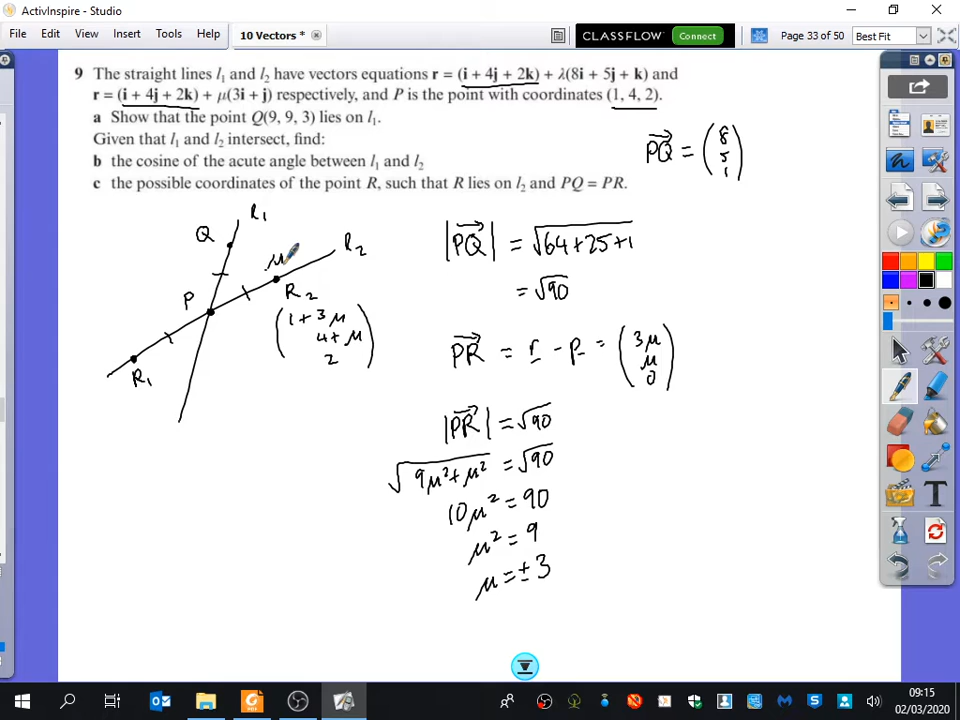 ActivInspire - Studio
File Edit View Insert Tools Help 10 Vectors * CLASSFLOW Connect Page 33 of 50 Best Fit
9 The straight lines l₁ and l₂ have vectors equations r = (i + 4j + 2k) + λ(8i + 5j + k) and
r = (i + 4j + 2k) + μ(3i + j) respectively, and P is the point with coordinates (1, 4, 2).
a Show that the point Q(9, 9, 3) lies on l₁.
Given that l₁ and l₂ intersect, find:
b the cosine of the acute angle between l₁ and l₂
c the possible coordinates of the point R, such that R lies on l₂ and PQ = PR.
PQ = (8 5 1)
R₁
Q
R₂
μ
P
R₂
(1 + 3μ
4 + μ
2)
R₁
|PQ| = √64+25+1
= √90
PR = r - p = (3μ μ 0)
|PR| = √90
√9μ²+μ² = √90
10μ² = 90
μ² = 9
μ = ± 3
09:15
02/03/2020